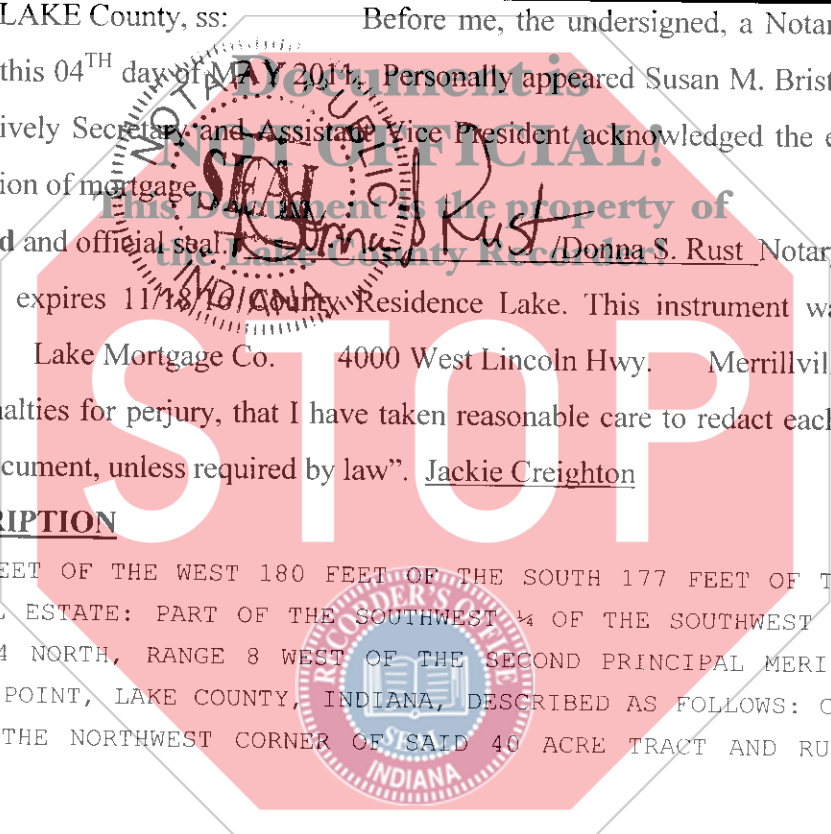 LAKE County, ss: Before me, the undersigned, a Notar
this 04TH day of MAY 2011. Personally appeared Susan M. Brist
ively Secretary and Assistant Vice President acknowledged the e
ion of mortgage.
d and official seal Donna S Rust /Donna S. Rust Notar
expires 11/18/16 County Residence Lake. This instrument wa
Lake Mortgage Co. 4000 West Lincoln Hwy. Merrillvil
nalties for perjury, that I have taken reasonable care to redact each
cument, unless required by law”. Jackie Creighton
RIPTION
EET OF THE WEST 180 FEET OF THE SOUTH 177 FEET OF T
L ESTATE: PART OF THE SOUTHWEST ¼ OF THE SOUTHWEST
4 NORTH, RANGE 8 WEST OF THE SECOND PRINCIPAL MERI
POINT, LAKE COUNTY, INDIANA, DESCRIBED AS FOLLOWS: C
THE NORTHWEST CORNER OF SAID 40 ACRE TRACT AND RU
NOTARY PUBLIC
SEAL
INDIANA
Document is
NOT OFFICIAL!
This Document is the property of
the Lake County Recorder!
STOP
RECORDER'S OFFICE
SEAL
INDIANA